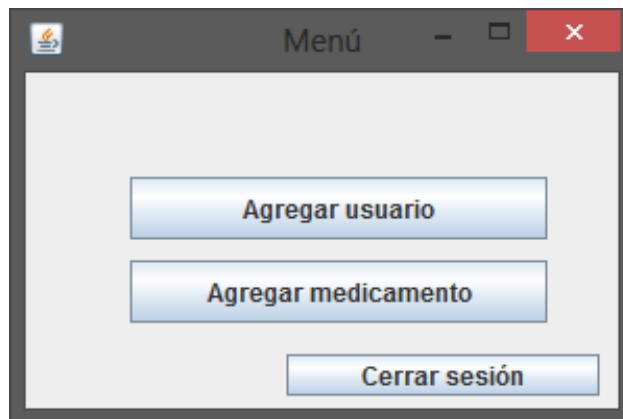 Menú
Agregar usuario
Agregar medicamento
Cerrar sesión